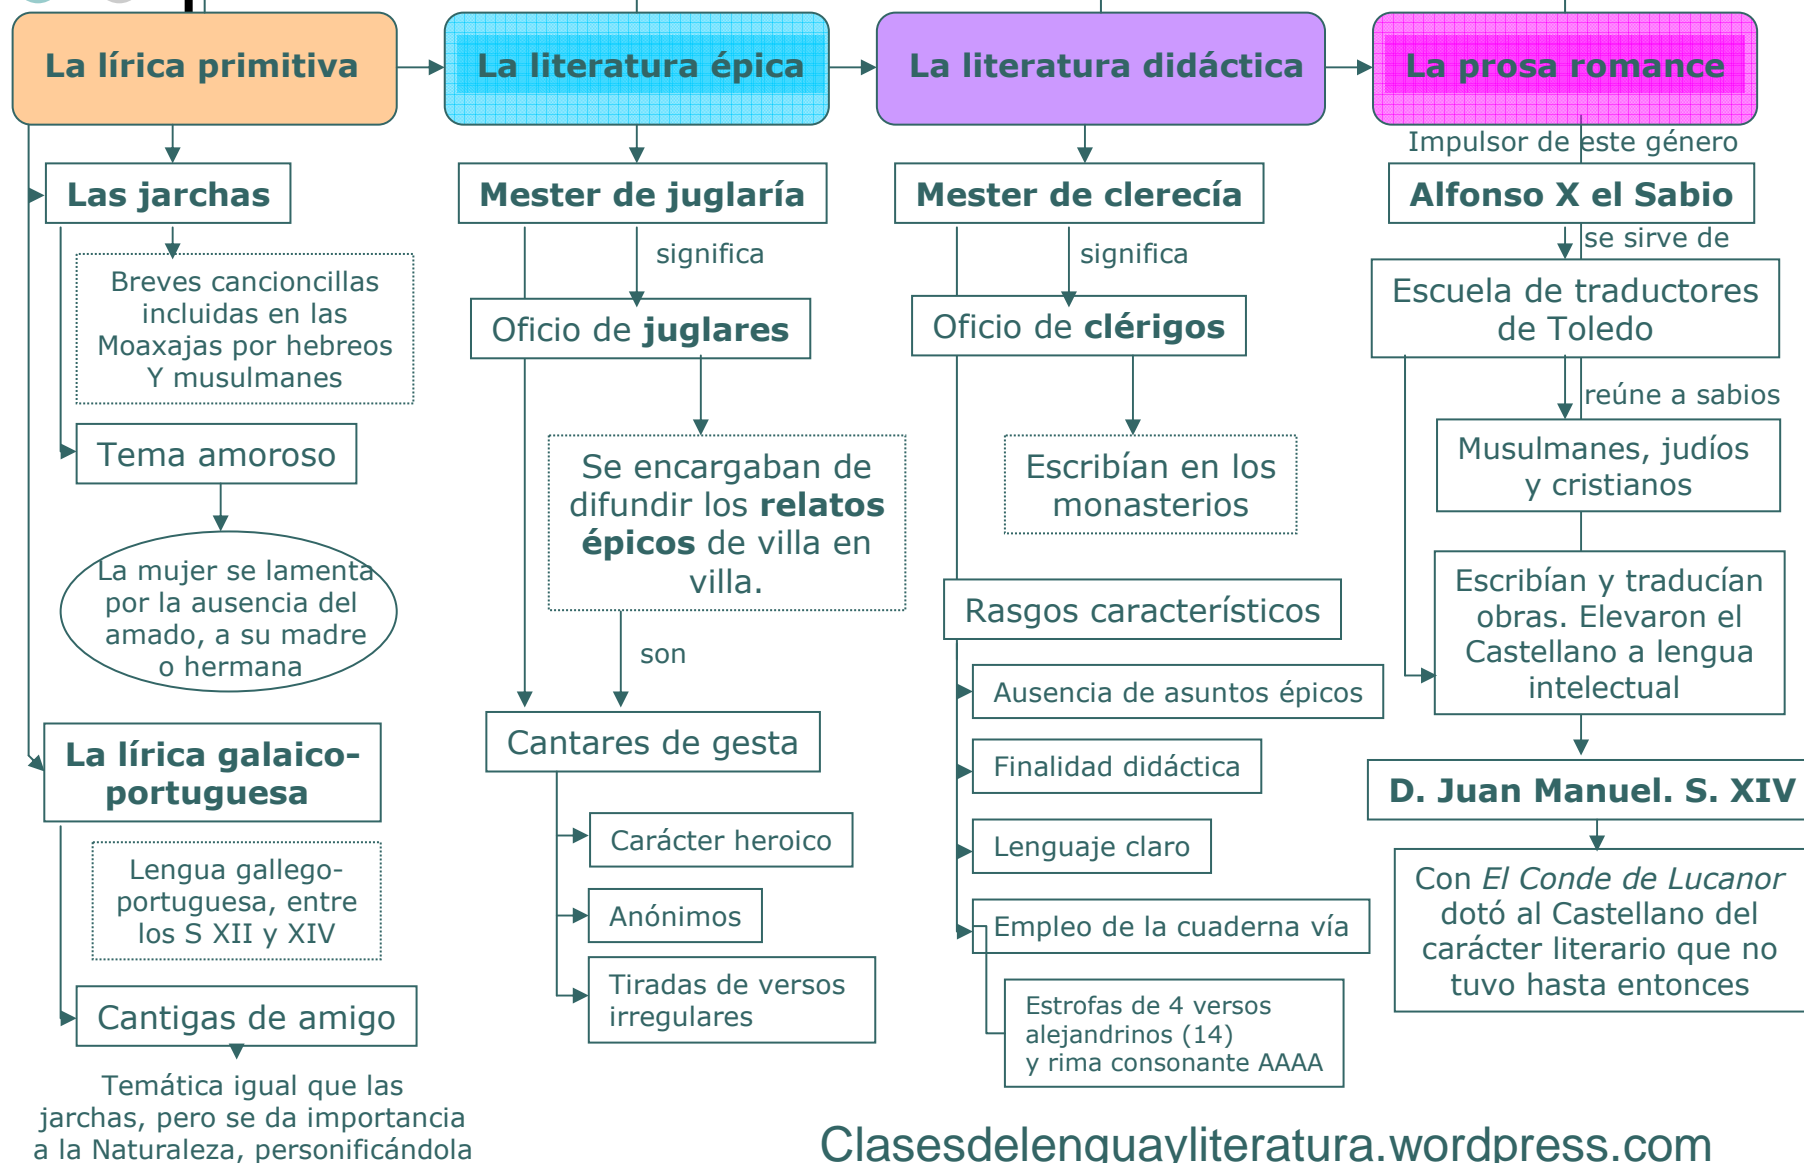 La lírica primitiva
La literatura épica
La literatura didáctica
La prosa romance
Las jarchas
Breves cancioncillas
incluidas en las
Moaxajas por hebreos
Y musulmanes
Tema amoroso
La mujer se lamenta
por la ausencia del
amado, a su madre
o hermana
La lírica galaico-
portuguesa
Lengua gallego-
portuguesa, entre
los S XII y XIV
Cantigas de amigo
Temática igual que las
jarchas, pero se da importancia
a la Naturaleza, personificándola
Mester de juglaría
significa
Oficio de juglares
Se encargaban de
difundir los relatos
épicos de villa en
villa.
son
Cantares de gesta
Carácter heroico
Anónimos
Tiradas de versos
irregulares
Mester de clerecía
significa
Oficio de clérigos
Escribían en los
monasterios
Rasgos característicos
Ausencia de asuntos épicos
Finalidad didáctica
Lenguaje claro
Empleo de la cuaderna vía
Estrofas de 4 versos
alejandrinos (14)
y rima consonante AAAA
Impulsor de este género
Alfonso X el Sabio
se sirve de
Escuela de traductores
de Toledo
reúne a sabios
Musulmanes, judíos
y cristianos
Escribían y traducían
obras. Elevaron el
Castellano a lengua
intelectual
D. Juan Manuel. S. XIV
Con El Conde de Lucanor
dotó al Castellano del
carácter literario que no
tuvo hasta entonces
Clasesdelenguayliteratura.wordpress.com